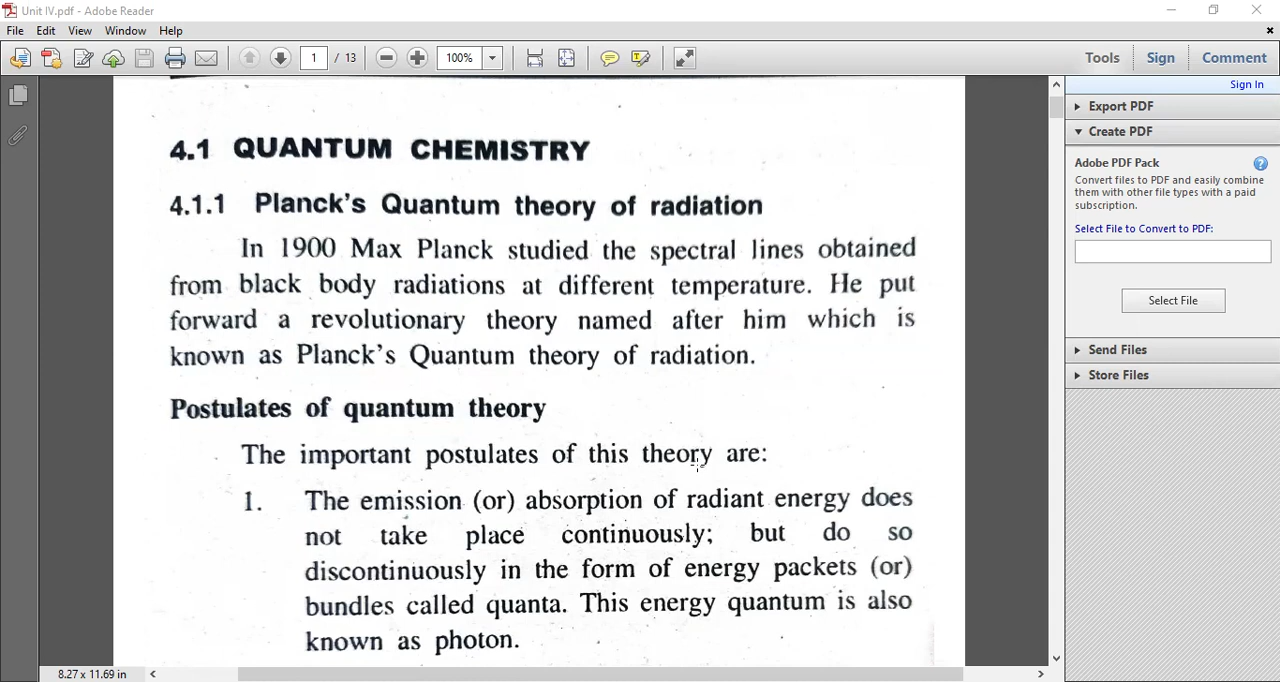 Unit IV.pdf - Adobe Reader
File Edit View Window Help
1 / 13 100% Tools Sign Comment
Sign In
Export PDF
Create PDF
Adobe PDF Pack
Convert files to PDF and easily combine
them with other file types with a paid
subscription.
Select File to Convert to PDF:
Select File
Send Files
Store Files
4.1 QUANTUM CHEMISTRY
4.1.1 Planck's Quantum theory of radiation
In 1900 Max Planck studied the spectral lines obtained
from black body radiations at different temperature. He put
forward a revolutionary theory named after him which is
known as Planck's Quantum theory of radiation.
Postulates of quantum theory
The important postulates of this theory are:
1. The emission (or) absorption of radiant energy does
not take place continuously; but do so
discontinuously in the form of energy packets (or)
bundles called quanta. This energy quantum is also
known as photon.
8.27 x 11.69 in